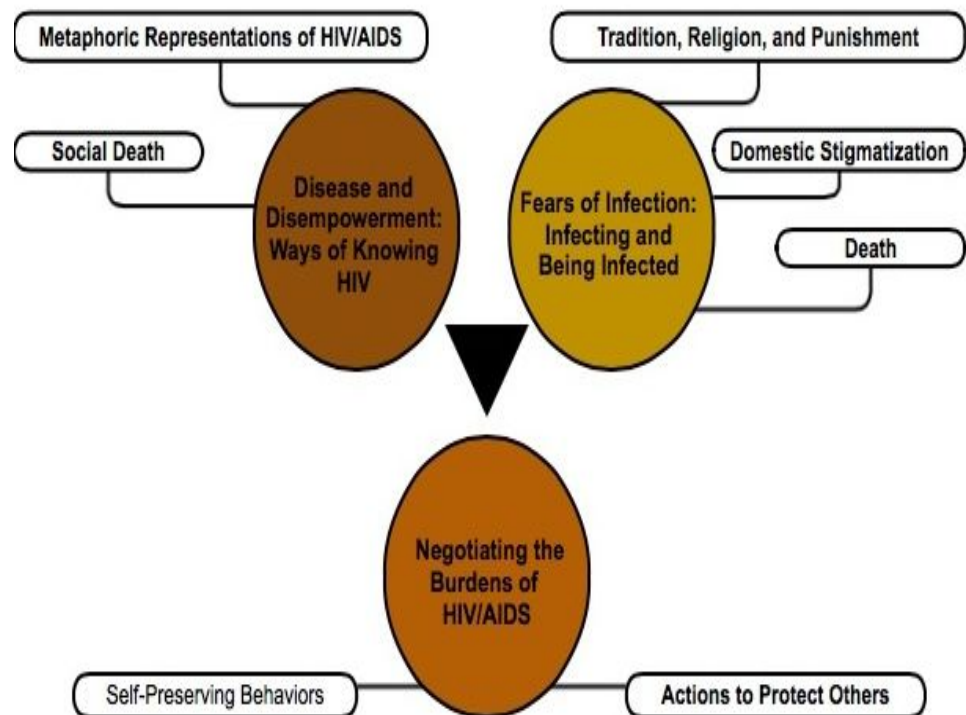 Metaphoric Representations of HIV/AIDS
Tradition, Religion, and Punishment
Social Death
Domestic Stigmatization
Disease and
Disempowerment:
Ways of Knowing
HIV
Fears of Infection:
Infecting and
Being Infected
Death
Negotiating the
Burdens of
HIV/AIDS
Self-Preserving Behaviors
Actions to Protect Others